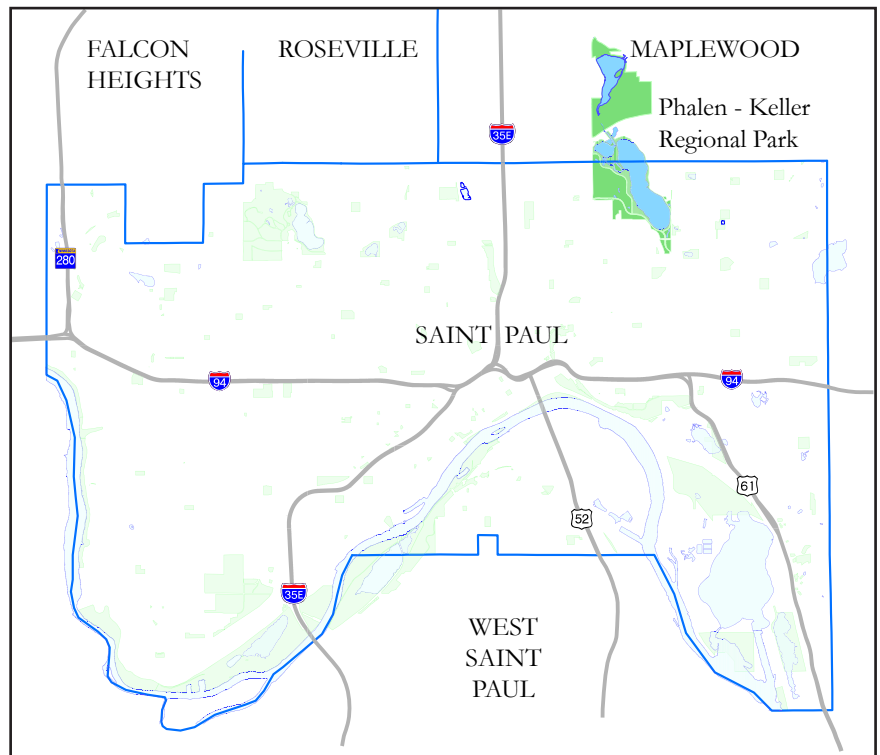 FALCON
HEIGHTS
ROSEVILLE
MAPLEWOOD
Phalen - Keller
Regional Park
35E
280
SAINT PAUL
94
94
61
52
35E
WEST
SAINT
PAUL